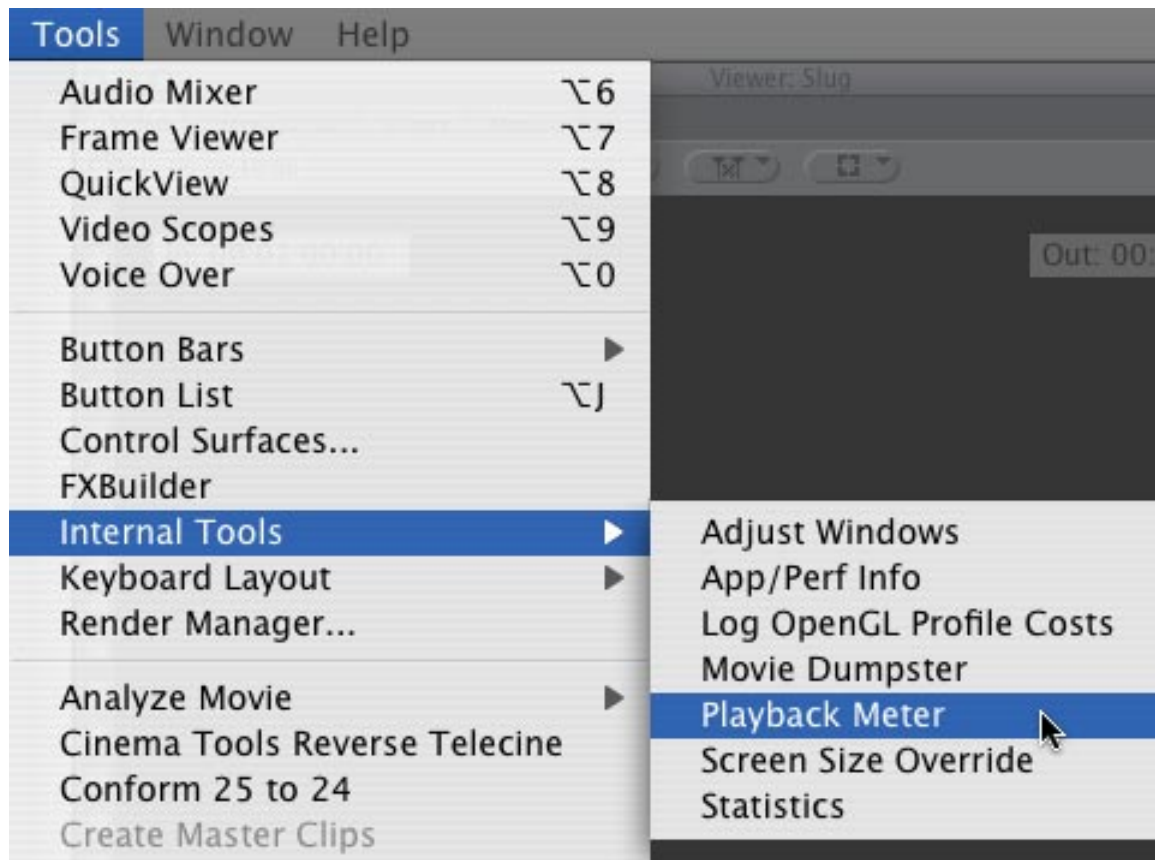 Tools Window Help
Viewer: Slug
Audio Mixer ⌥6
Frame Viewer ⌥7
QuickView ⌥8
Video Scopes ⌥9
Voice Over ⌥0
Out: 00:
Button Bars ▶
Button List ⌥J
Control Surfaces...
FXBuilder
Internal Tools ▶
Keyboard Layout ▶
Render Manager...
Analyze Movie ▶
Cinema Tools Reverse Telecine
Conform 25 to 24
Create Master Clips
Adjust Windows
App/Perf Info
Log OpenGL Profile Costs
Movie Dumpster
Playback Meter
Screen Size Override
Statistics